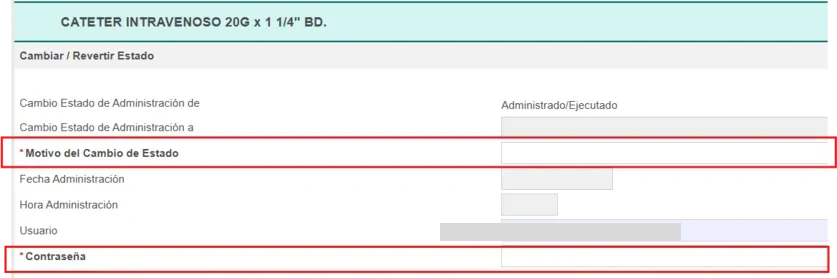 CATETER INTRAVENOSO 20G x 1 1/4" BD.
Cambiar / Revertir Estado
Cambio Estado de Administración de Administrado/Ejecutado
Cambio Estado de Administración a
* Motivo del Cambio de Estado
Fecha Administración
Hora Administración
Usuario
* Contraseña